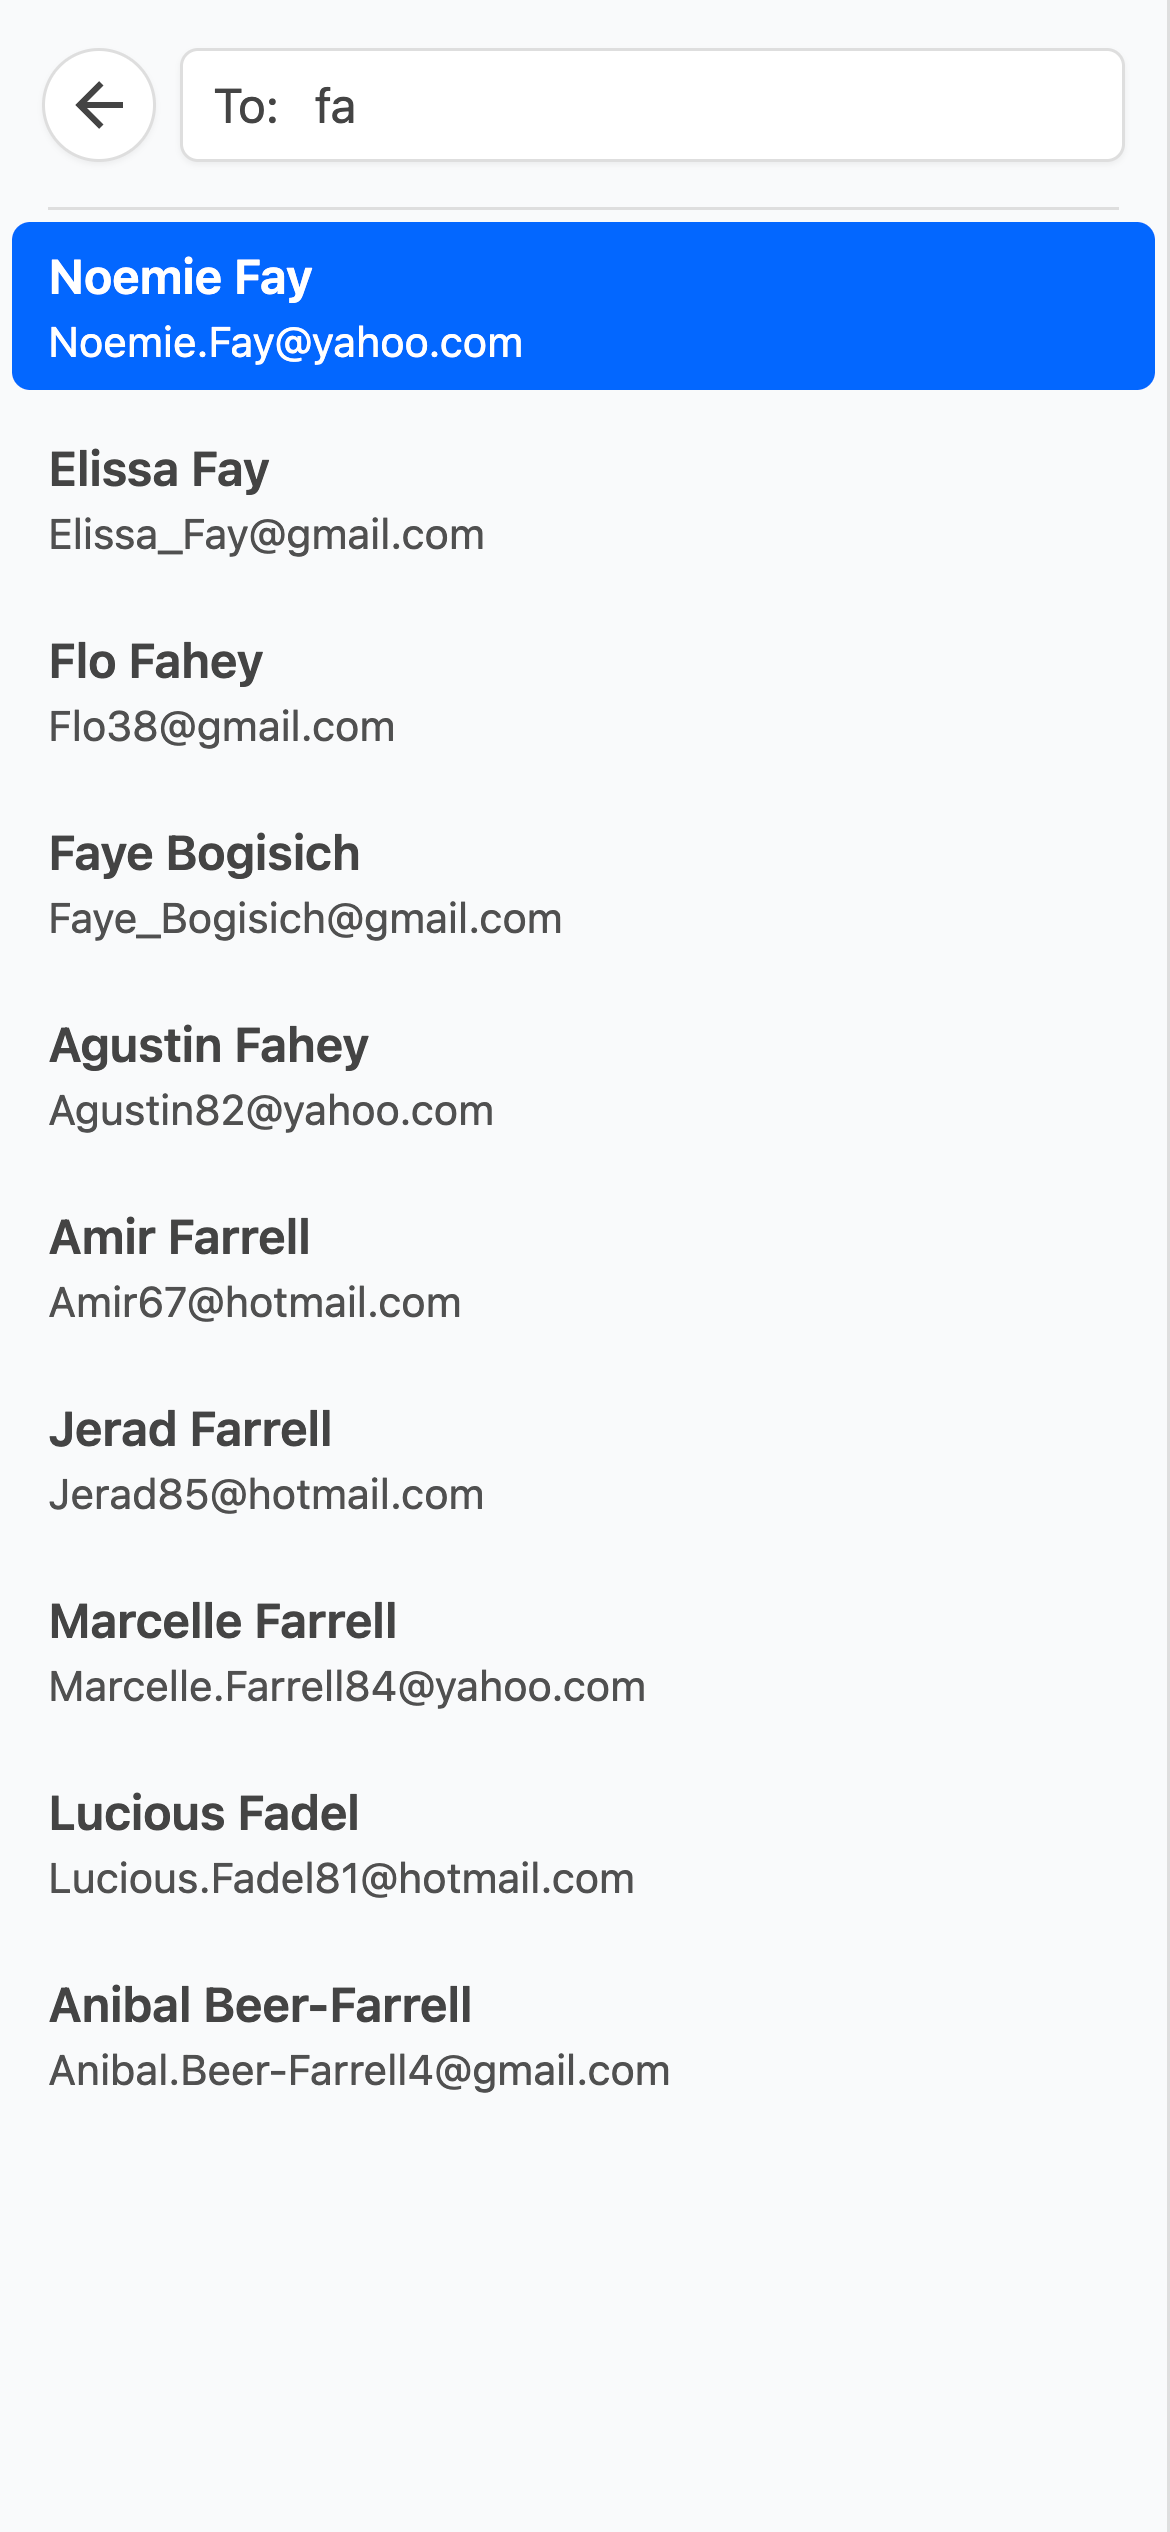 To: fa
Noemie Fay
Noemie.Fay@yahoo.com
Elissa Fay
Elissa_Fay@gmail.com
Flo Fahey
Flo38@gmail.com
Faye Bogisich
Faye_Bogisich@gmail.com
Agustin Fahey
Agustin82@yahoo.com
Amir Farrell
Amir67@hotmail.com
Jerad Farrell
Jerad85@hotmail.com
Marcelle Farrell
Marcelle.Farrell84@yahoo.com
Lucious Fadel
Lucious.Fadel81@hotmail.com
Anibal Beer-Farrell
Anibal.Beer-Farrell4@gmail.com